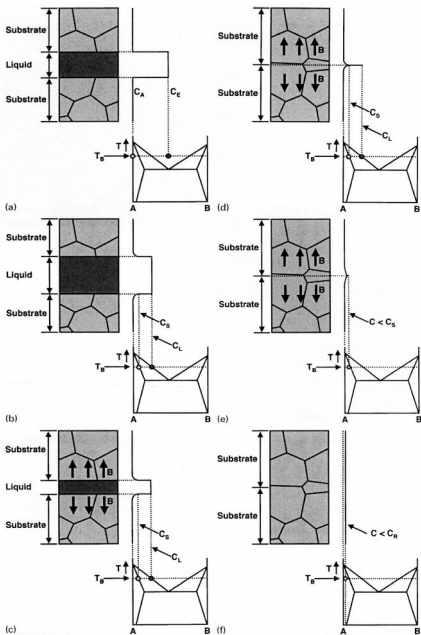 Substrate
Liquid
Substrate
C_A
C_E
T
T_B
A
B
(a)
Substrate
Liquid
Substrate
C_S
C_L
T
T_B
A
B
(b)
Substrate
B
Liquid
B
Substrate
C_S
C_L
T
T_B
A
B
(c)
Substrate
B
B
Substrate
C_S
C_L
T
T_B
A
B
(d)
Substrate
B
B
Substrate
C < C_S
T
T_B
A
B
(e)
Substrate
Substrate
C < C_R
T
T_B
A
B
(f)